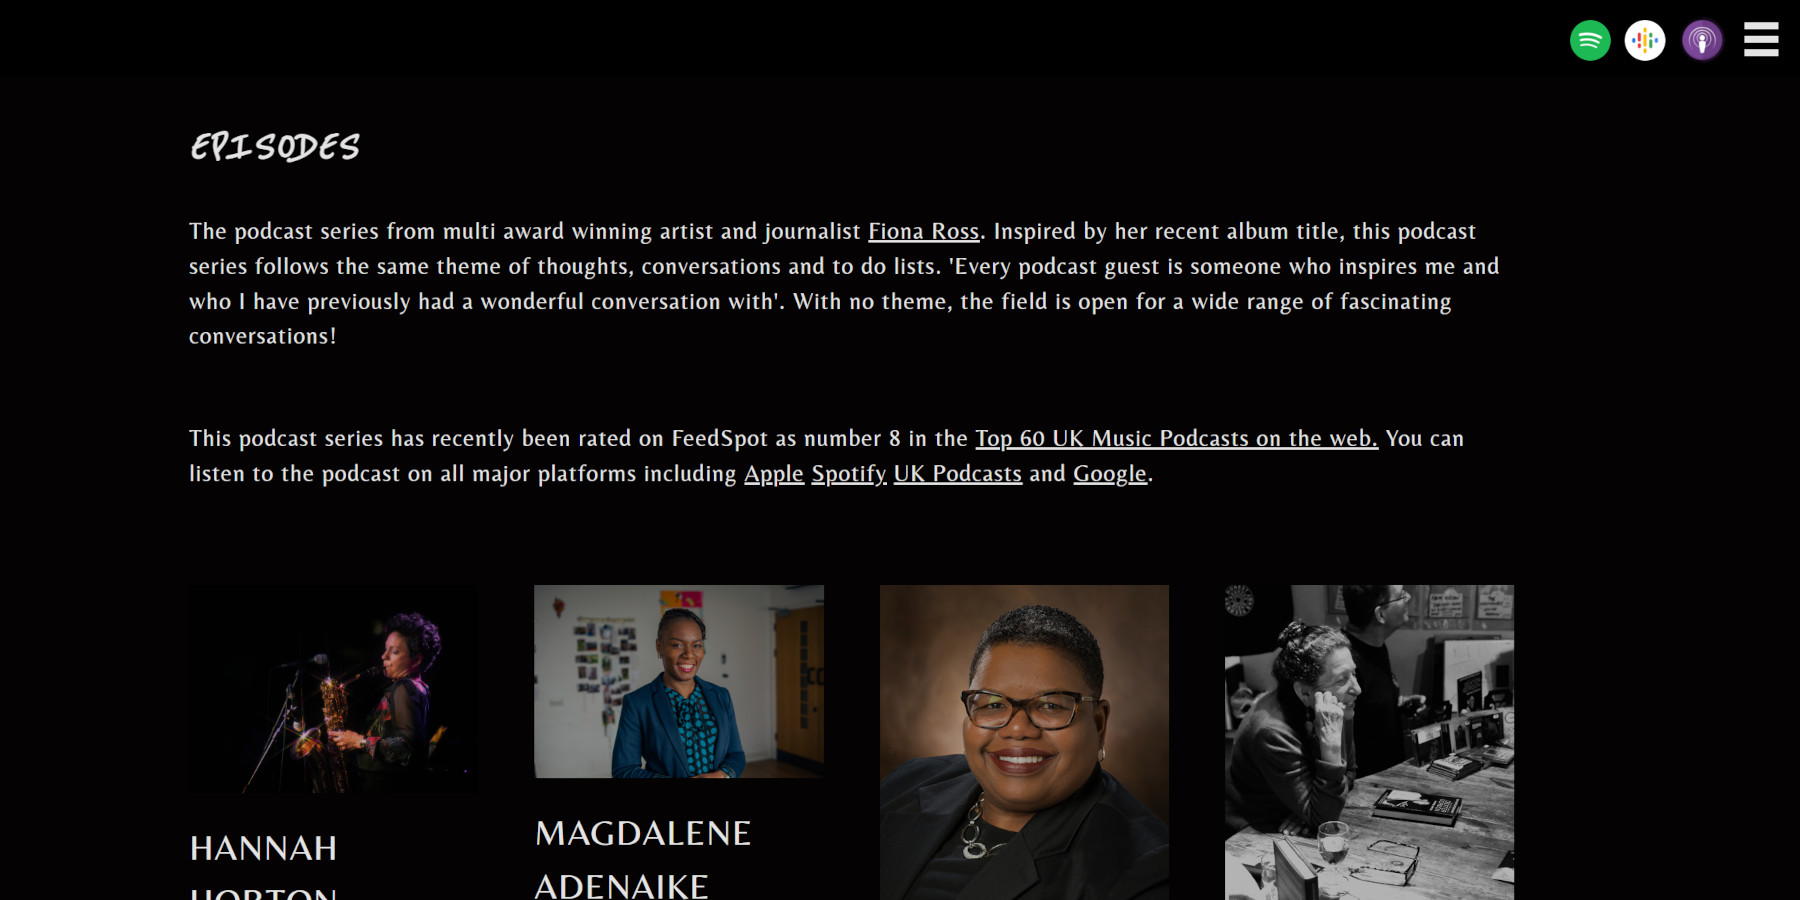 EPISODES
The podcast series from multi award winning artist and journalist Fiona Ross. Inspired by her recent album title, this podcast
series follows the same theme of thoughts, conversations and to do lists. 'Every podcast guest is someone who inspires me and
who I have previously had a wonderful conversation with'. With no theme, the field is open for a wide range of fascinating
conversations!
This podcast series has recently been rated on FeedSpot as number 8 in the Top 60 UK Music Podcasts on the web. You can
listen to the podcast on all major platforms including Apple Spotify UK Podcasts and Google.
HANNAH
HORTON
MAGDALENE
ADENAIKE